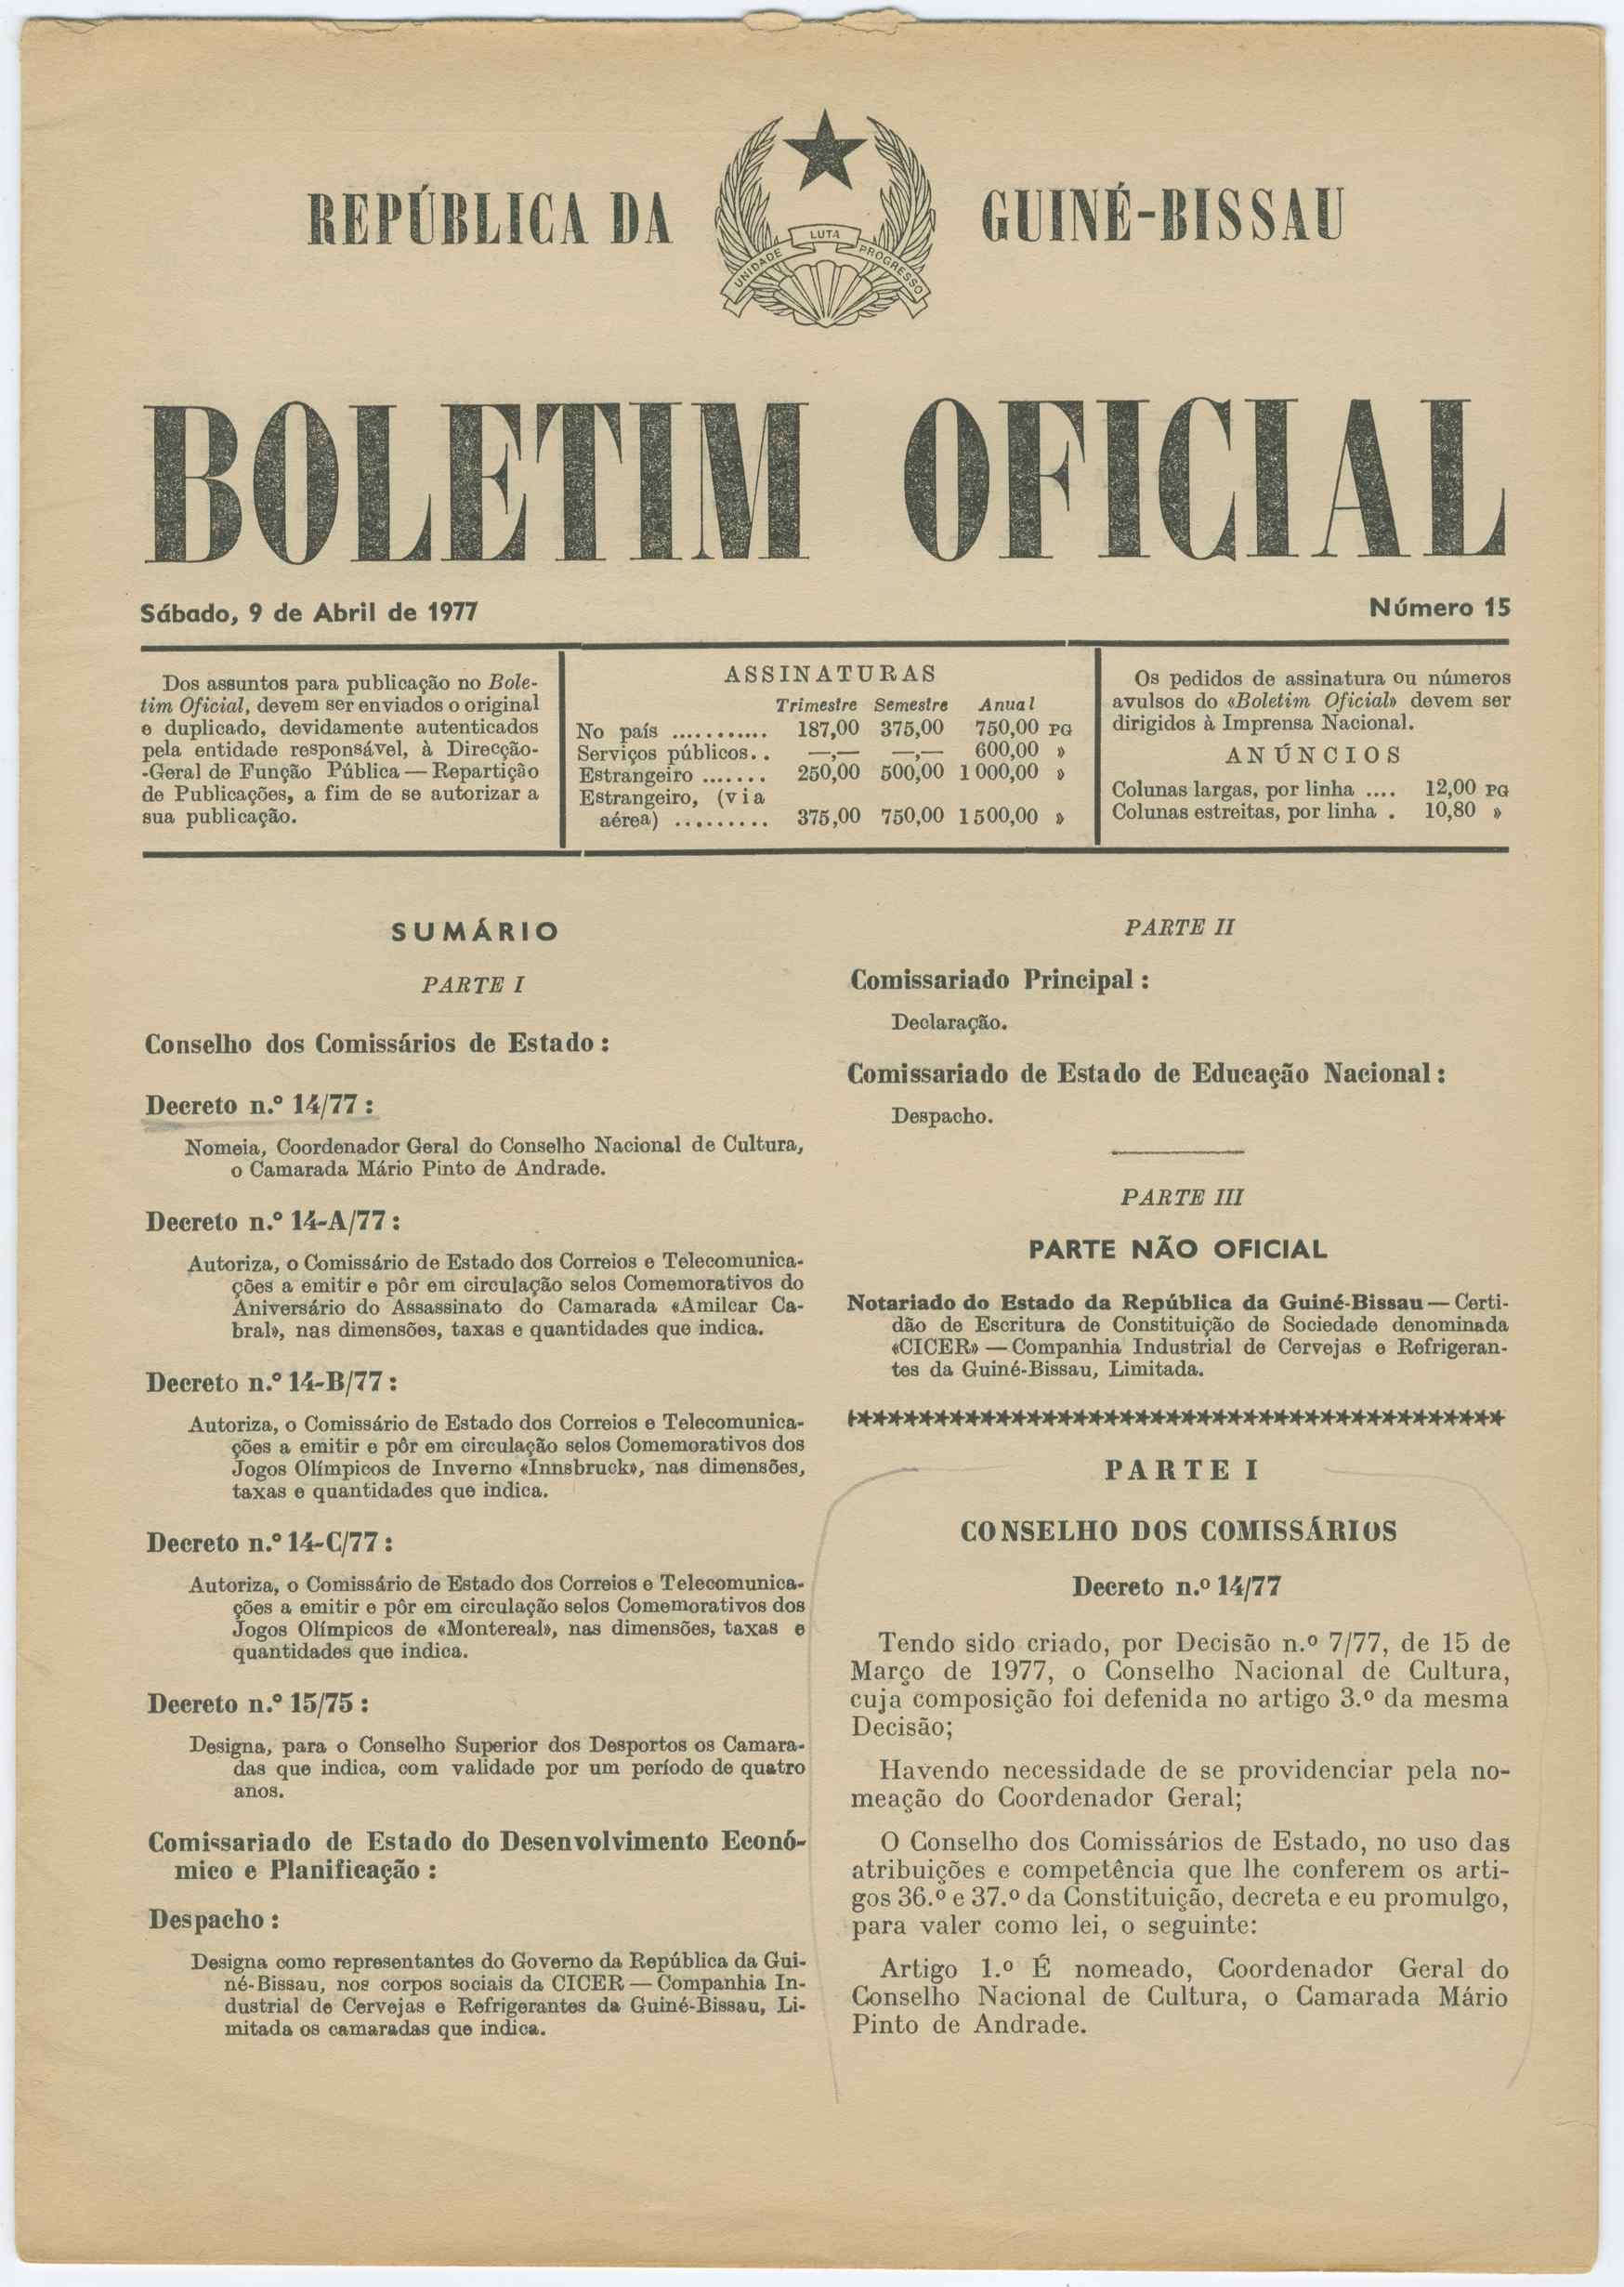 REPÚBLICA DA GUINÉ-BISSAU
LUTA
UNIDADE
PROGRESSO
BOLETIM OFICIAL
Sábado, 9 de Abril de 1977
Número 15
Dos assuntos para publicação no Bole-
tim Oficial, devem ser enviados o original
e duplicado, devidamente autenticados
pela entidade responsável, à Direcção-
-Geral de Função Pública — Repartição
de Publicações, a fim de se autorizar a
sua publicação.
ASSINATURAS
Trimestre Semestre Anual
No país ........... 187,00 375,00 750,00 PG
Serviços públicos.. —,— —,— 600,00 »
Estrangeiro ....... 250,00 500,00 1 000,00 »
Estrangeiro, (via
aérea) ......... 375,00 750,00 1 500,00 »
Os pedidos de assinatura ou números
avulsos do «Boletim Oficial» devem ser
dirigidos à Imprensa Nacional.
ANÚNCIOS
Colunas largas, por linha .... 12,00 PG
Colunas estreitas, por linha . 10,80 »
SUMÁRIO
PARTE I
Conselho dos Comissários de Estado:
Decreto n.º 14/77:
Nomeia, Coordenador Geral do Conselho Nacional de Cultura,
o Camarada Mário Pinto de Andrade.
Decreto n.º 14-A/77:
Autoriza, o Comissário de Estado dos Correios e Telecomunica-
ções a emitir e pôr em circulação selos Comemorativos do
Aniversário do Assassinato do Camarada «Amilcar Ca-
bral», nas dimensões, taxas e quantidades que indica.
Decreto n.º 14-B/77:
Autoriza, o Comissário de Estado dos Correios e Telecomunica-
ções a emitir e pôr em circulação selos Comemorativos dos
Jogos Olímpicos de Inverno «Innsbruck», nas dimensões,
taxas e quantidades que indica.
Decreto n.º 14-C/77:
Autoriza, o Comissário de Estado dos Correios e Telecomunica-
ções a emitir e pôr em circulação selos Comemorativos dos
Jogos Olímpicos de «Montereal», nas dimensões, taxas e
quantidades que indica.
Decreto n.º 15/75:
Designa, para o Conselho Superior dos Desportos os Camara-
das que indica, com validade por um período de quatro
anos.
Comissariado de Estado do Desenvolvimento Econó-
mico e Planificação:
Despacho:
Designa como representantes do Governo da República da Gui-
né-Bissau, nos corpos sociais da CICER — Companhia In-
dustrial de Cervejas e Refrigerantes da Guiné-Bissau, Li-
mitada os camaradas que indica.
PARTE II
Comissariado Principal:
Declaração.
Comissariado de Estado de Educação Nacional:
Despacho.
PARTE III
PARTE NÃO OFICIAL
Notariado do Estado da República da Guiné-Bissau — Certi-
dão de Escritura de Constituição de Sociedade denominada
«CICER» — Companhia Industrial de Cervejas e Refrigeran-
tes da Guiné-Bissau, Limitada.
PARTE I
CONSELHO DOS COMISSÁRIOS
Decreto n.º 14/77
Tendo sido criado, por Decisão n.º 7/77, de 15 de
Março de 1977, o Conselho Nacional de Cultura,
cuja composição foi defenida no artigo 3.º da mesma
Decisão;
Havendo necessidade de se providenciar pela no-
meação do Coordenador Geral;
O Conselho dos Comissários de Estado, no uso das
atribuições e competência que lhe conferem os arti-
gos 36.º e 37.º da Constituição, decreta e eu promulgo,
para valer como lei, o seguinte:
Artigo 1.º É nomeado, Coordenador Geral do
Conselho Nacional de Cultura, o Camarada Mário
Pinto de Andrade.